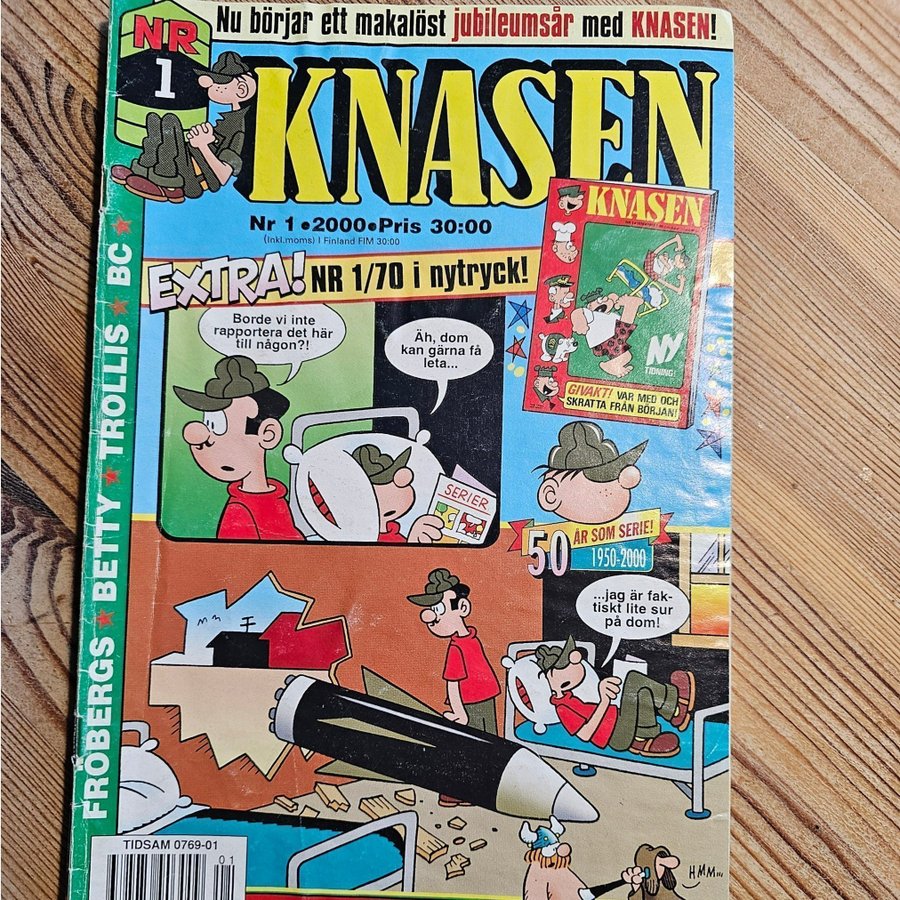 Nu börjar ett makalöst jubileumsår med KNASEN!
NR
1
KNASEN
Nr 1•2000•Pris 30:00
(Inkl.moms) I Finland FIM 30:00
EXTRA! NR 1/70 i nytryck!
KNASEN
NY
TIDNING!
GIVAKT! VAR MED OCH
SKRATTA FRÅN BÖRJAN!
Borde vi inte
rapportera det här
till någon?!
Äh, dom
kan gärna få
leta...
SERIER
50 ÅR SOM SERIE!
1950-2000
...jag är fak-
tiskt lite sur
på dom!
FRÖBERGS ★ BETTY ★ TROLLIS ★ BC ★
TIDSAM 0769-01
01
HMM...